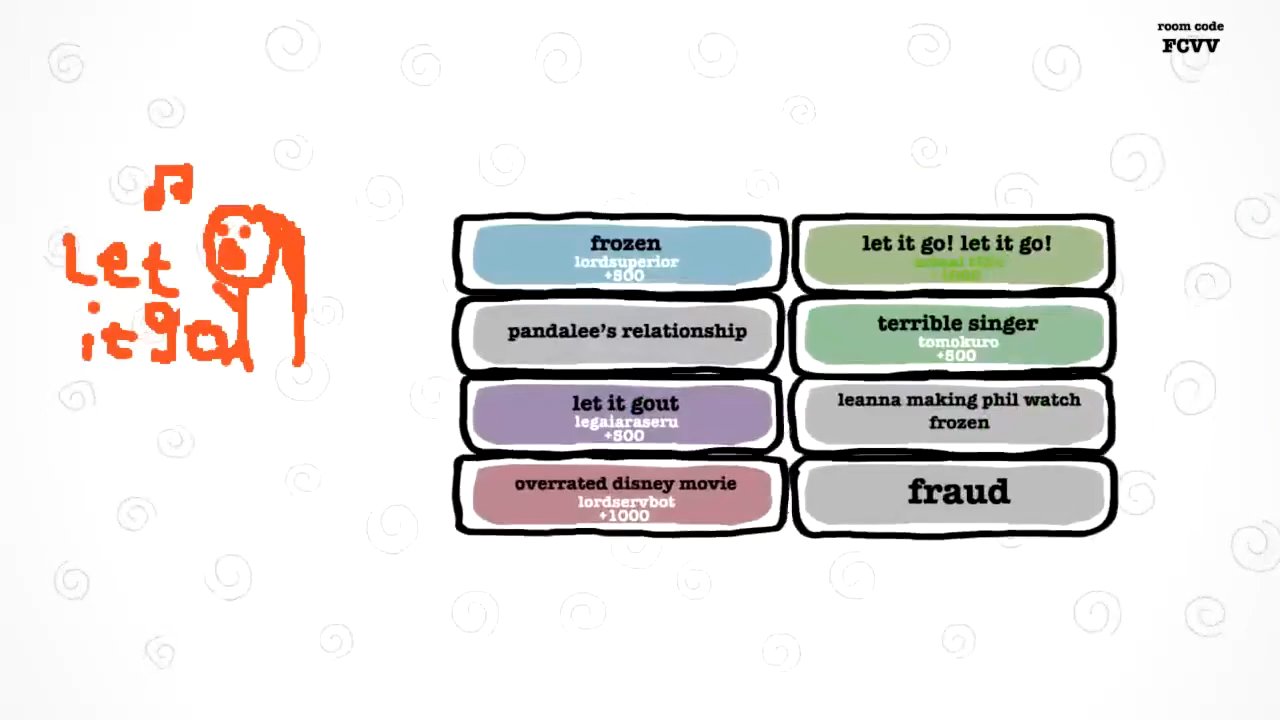 room code
FCVV
Let
it go
frozen
lordsuperior
+500
let it go! let it go!
pandalee's relationship
terrible singer
tomokuro
+500
let it gout
legaiaraseru
+500
leanna making phil watch
frozen
overrated disney movie
lordservbot
+1000
fraud